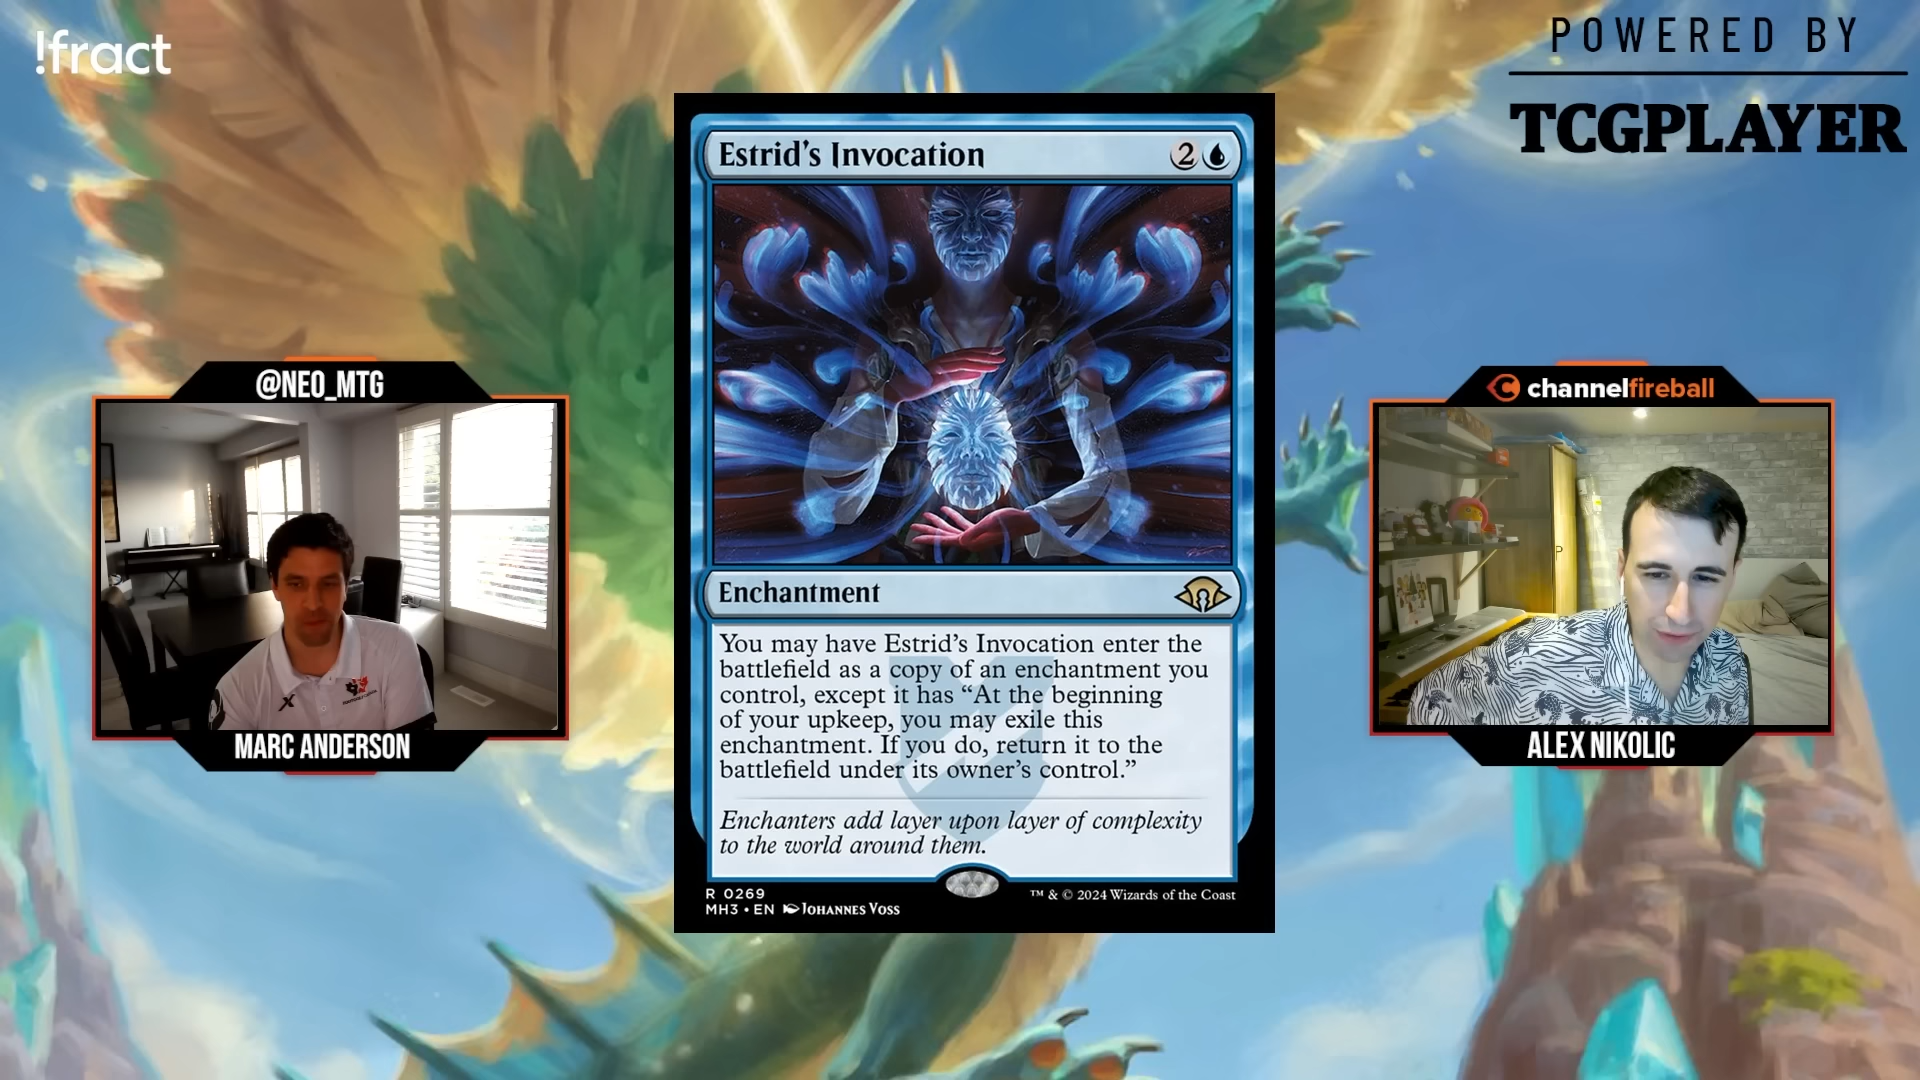 !fract
POWERED BY
TCGPLAYER
Estrid's Invocation
2
@NEO_MTG
channelfireball
MARC ANDERSON
ALEX NIKOLIC
Enchantment
You may have Estrid's Invocation enter the
battlefield as a copy of an enchantment you
control, except it has “At the beginning
of your upkeep, you may exile this
enchantment. If you do, return it to the
battlefield under its owner's control.”
Enchanters add layer upon layer of complexity
to the world around them.
R 0269
MH3 • EN Johannes Voss
™ & © 2024 Wizards of the Coast